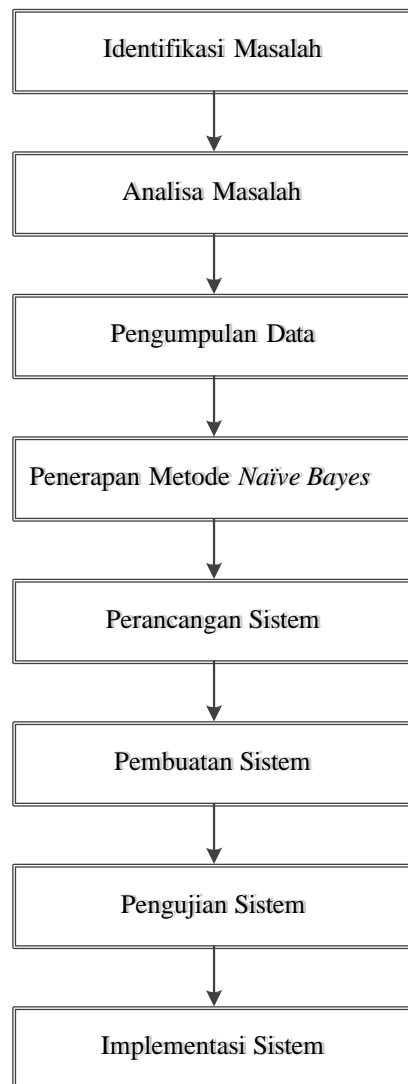 Identifikasi Masalah
Analisa Masalah
Pengumpulan Data
Penerapan Metode Naïve Bayes
Perancangan Sistem
Pembuatan Sistem
Pengujian Sistem
Implementasi Sistem